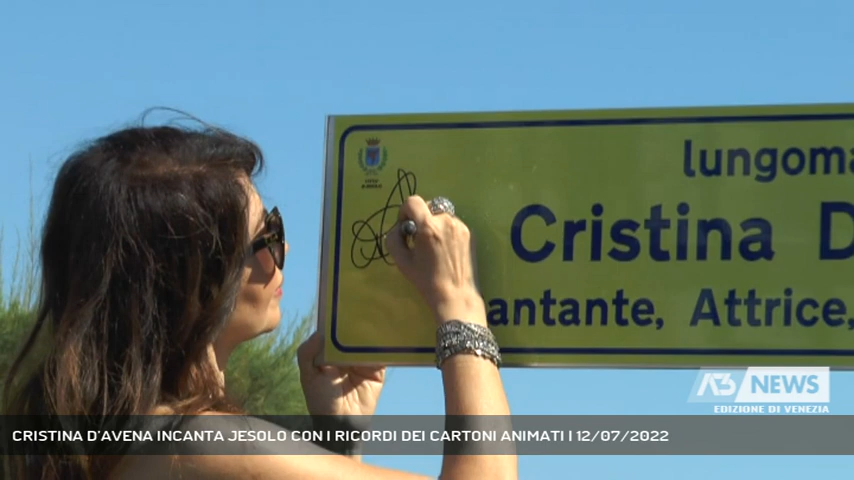 lungoma
Cristina D
antante, Attrice,
A3 NEWS
EDIZIONE DI VENEZIA
CRISTINA D'AVENA INCANTA JESOLO CON I RICORDI DEI CARTONI ANIMATI | 12/07/2022